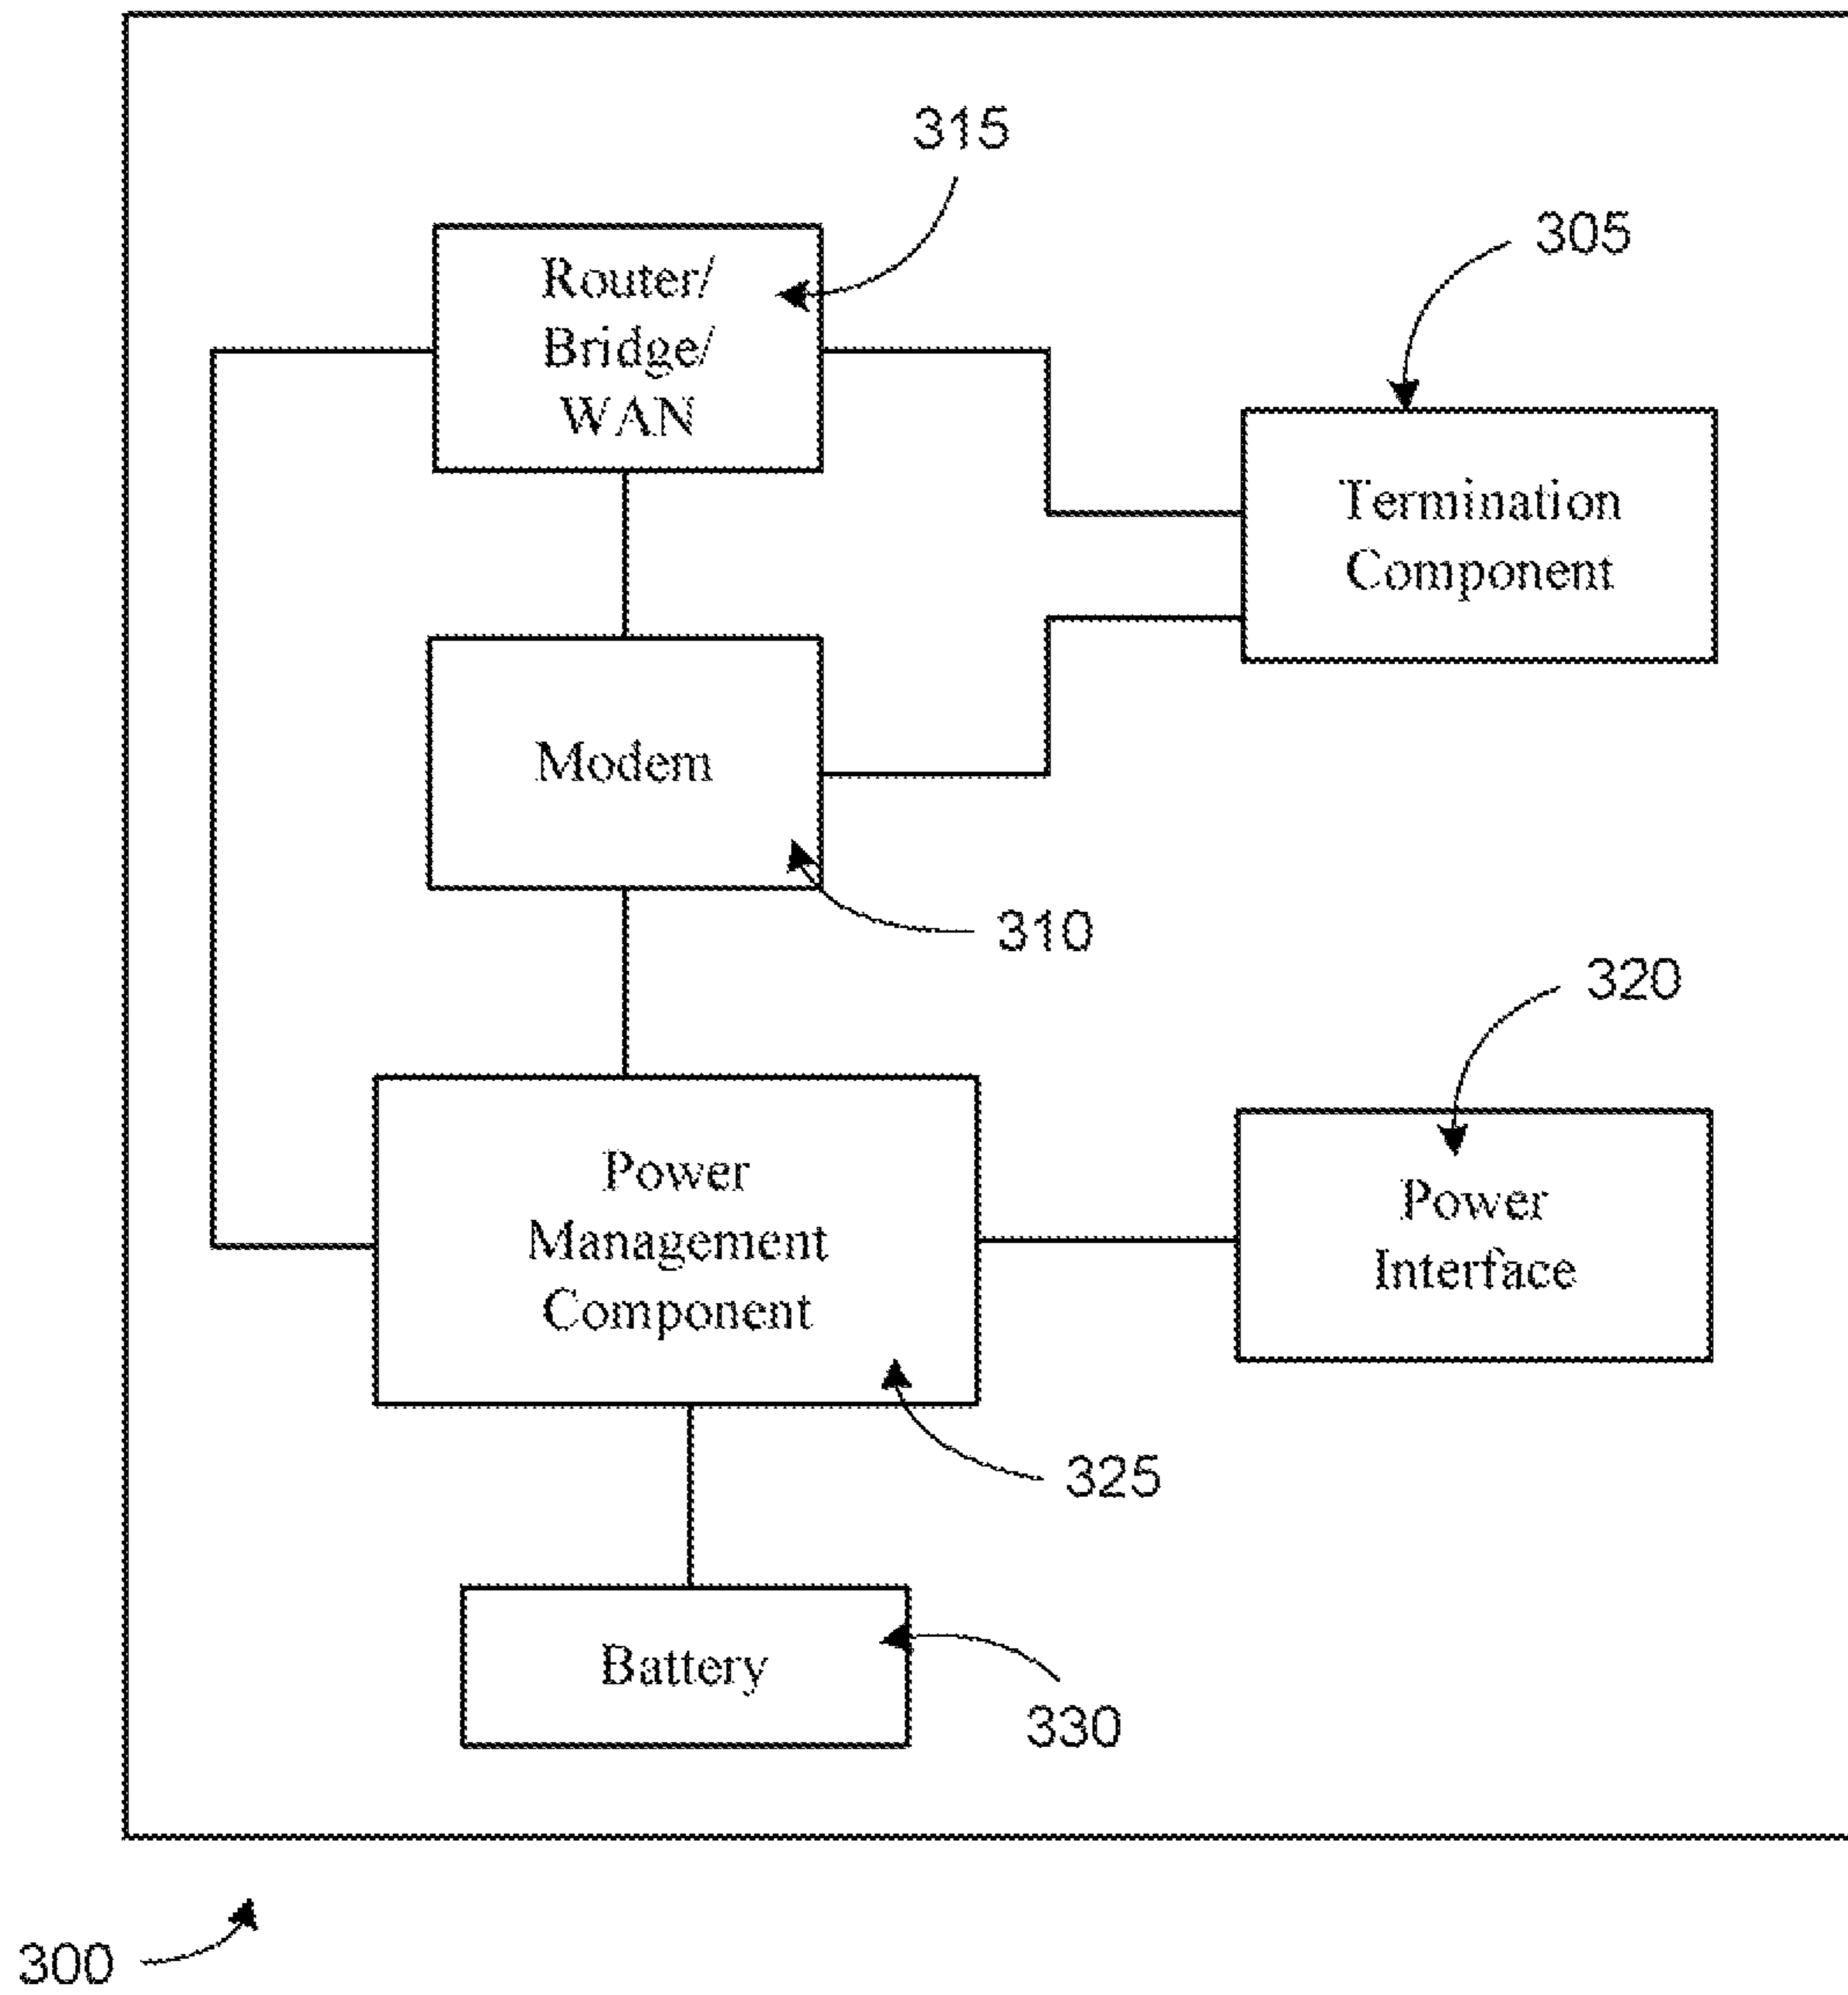 315
305
Router/
Bridge/
WAN
Termination
Component
Modem
310
320
Power
Management
Component
Power
Interface
325
Battery
330
300